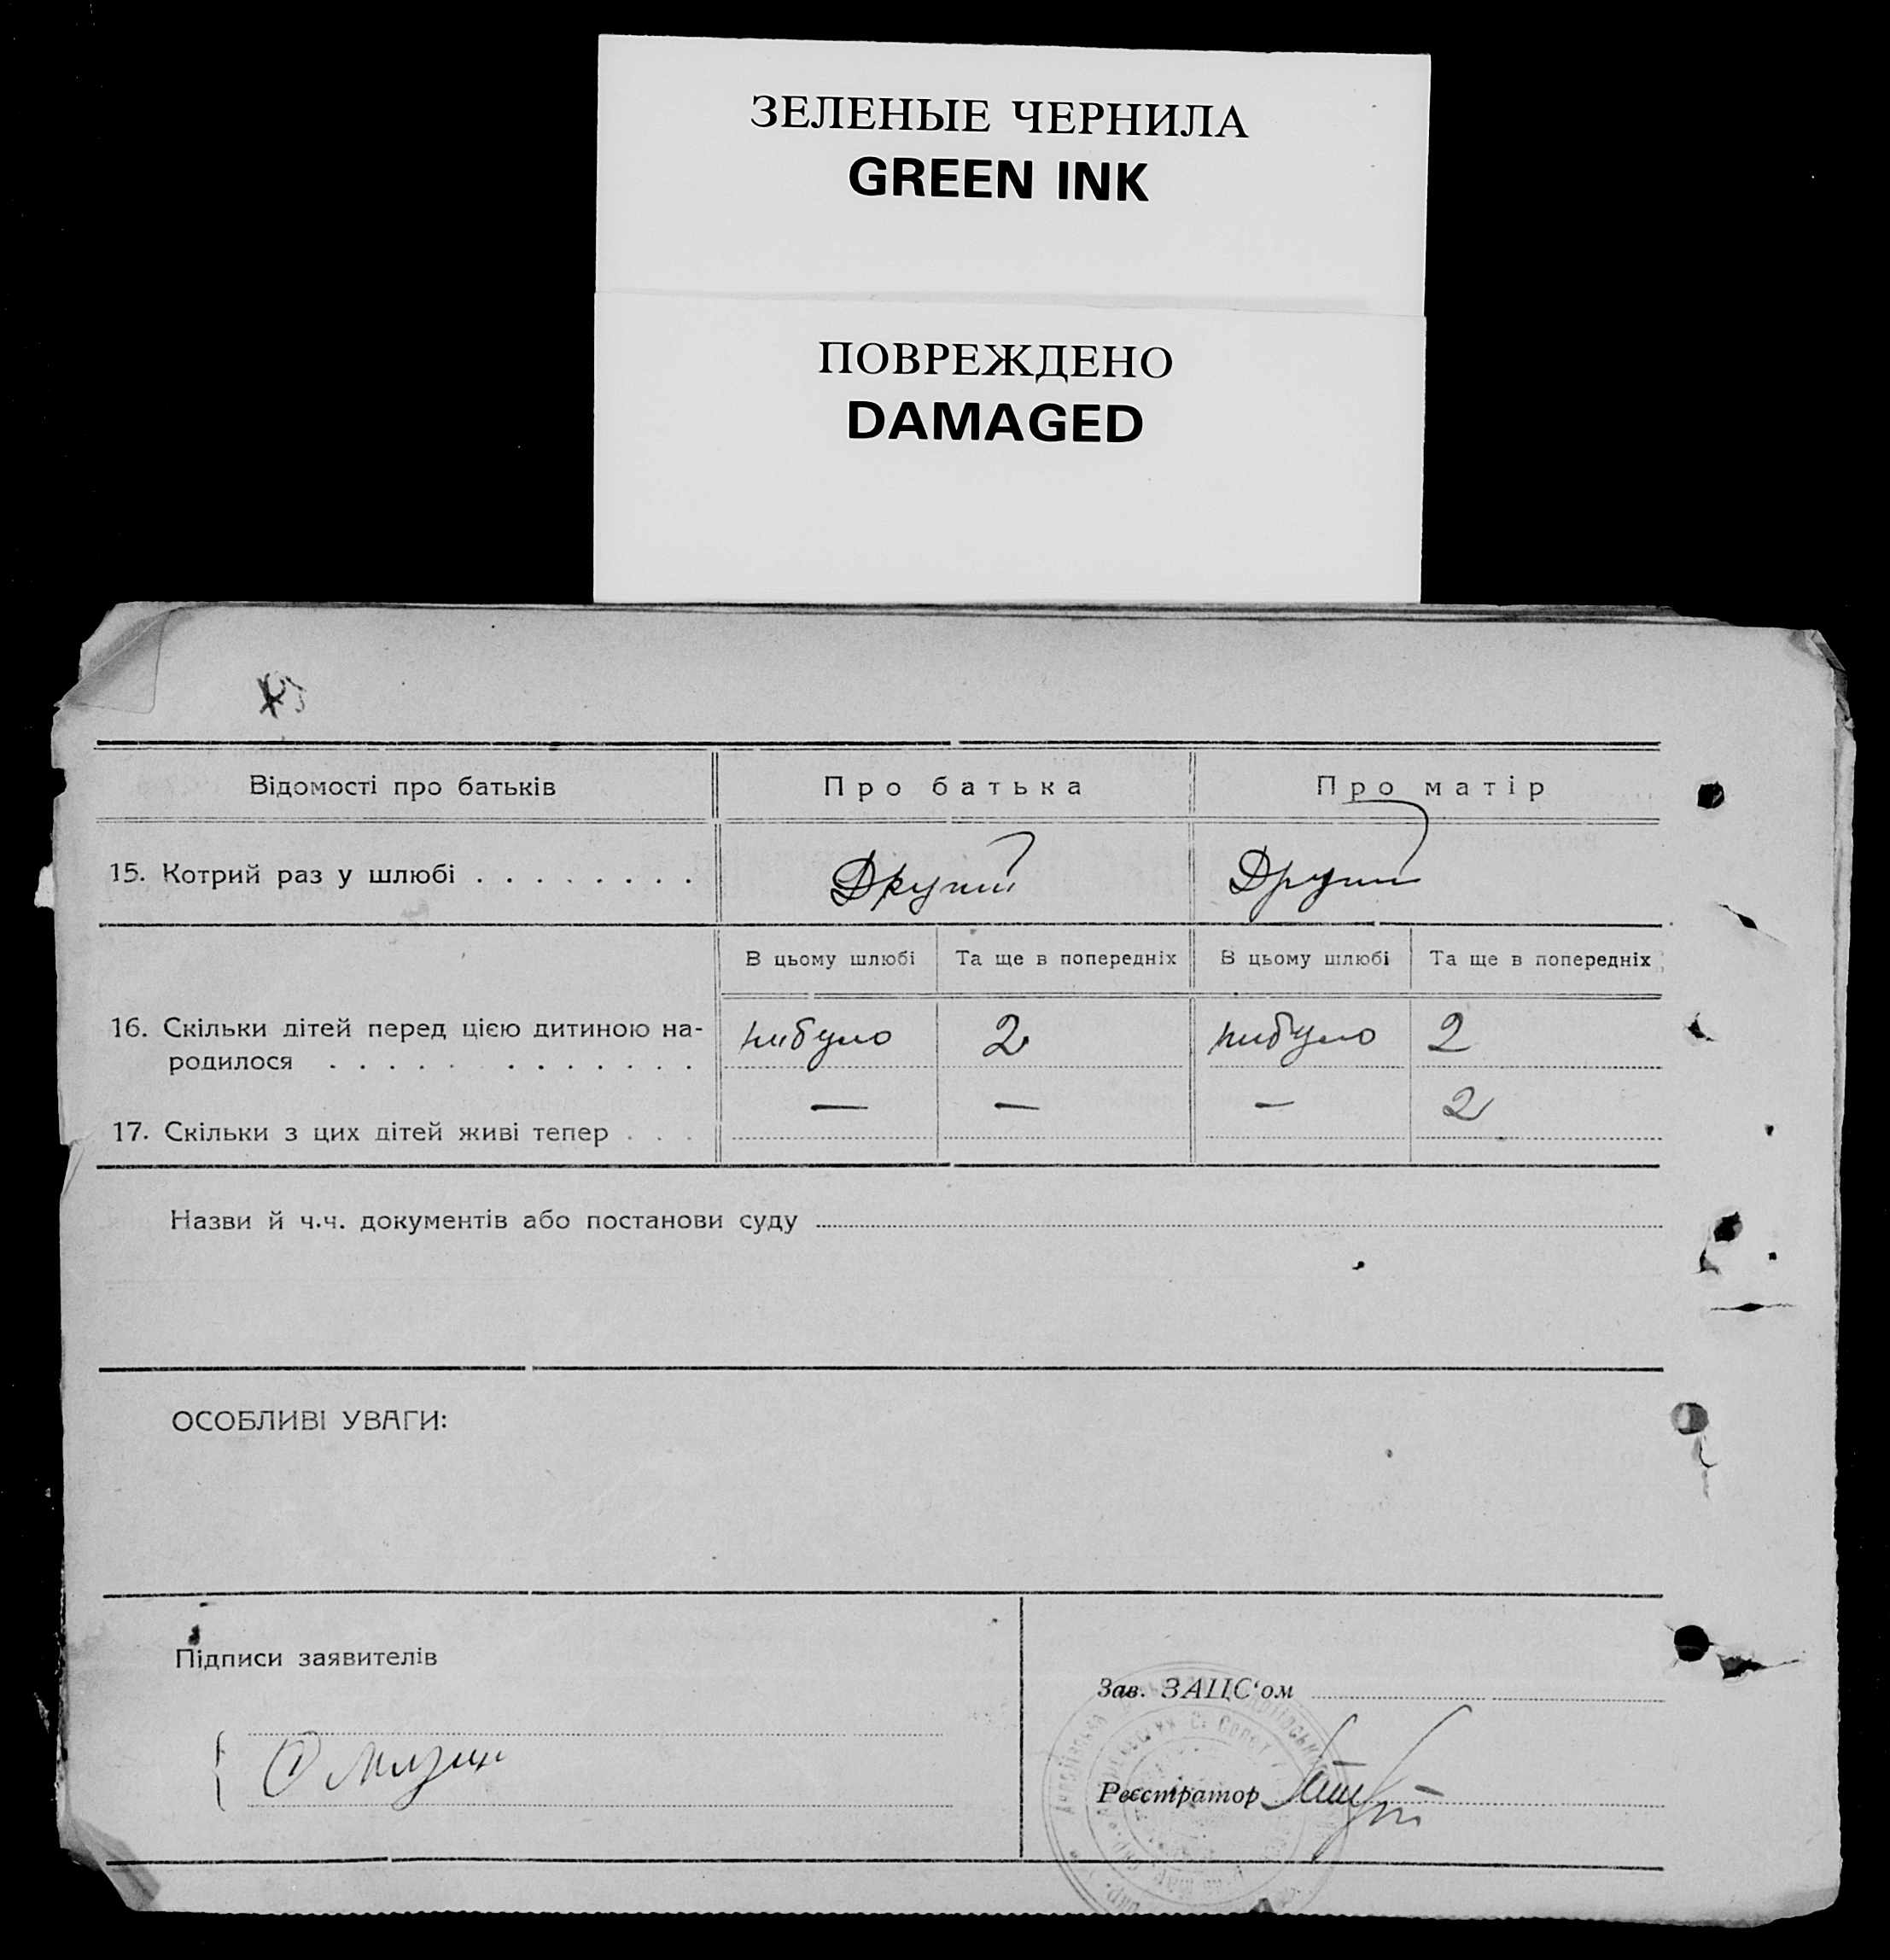 ЗЕЛЕНЫЕ ЧЕРНИЛА
GREEN INK
ПОВРЕЖДЕНО
DAMAGED
Відомості про батьків Про батька Про матір
15. Котрий раз у шлюбі . . . . . . . . Другий Другий
В цьому шлюбі Та ще в попередніх В цьому шлюбі Та ще в попередніх
16. Скільки дітей перед цією дитиною на- нибуло 2 нибуло 2
родилося . . . . . . . . . . . .
17. Скільки з цих дітей живі тепер . . . — — — 2
Назви й ч.ч. документів або постанови суду
ОСОБЛИВІ УВАГИ:
Підписи заявителів
Зав. ЗАЦС‘ом
Реєстратор